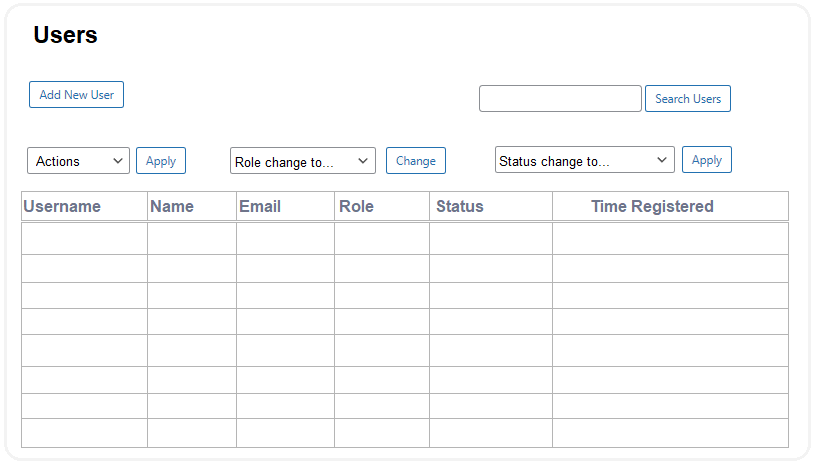 Users
Add New User
Search Users
Actions Apply Role change to... Change Status change to... Apply
Username Name Email Role Status Time Registered